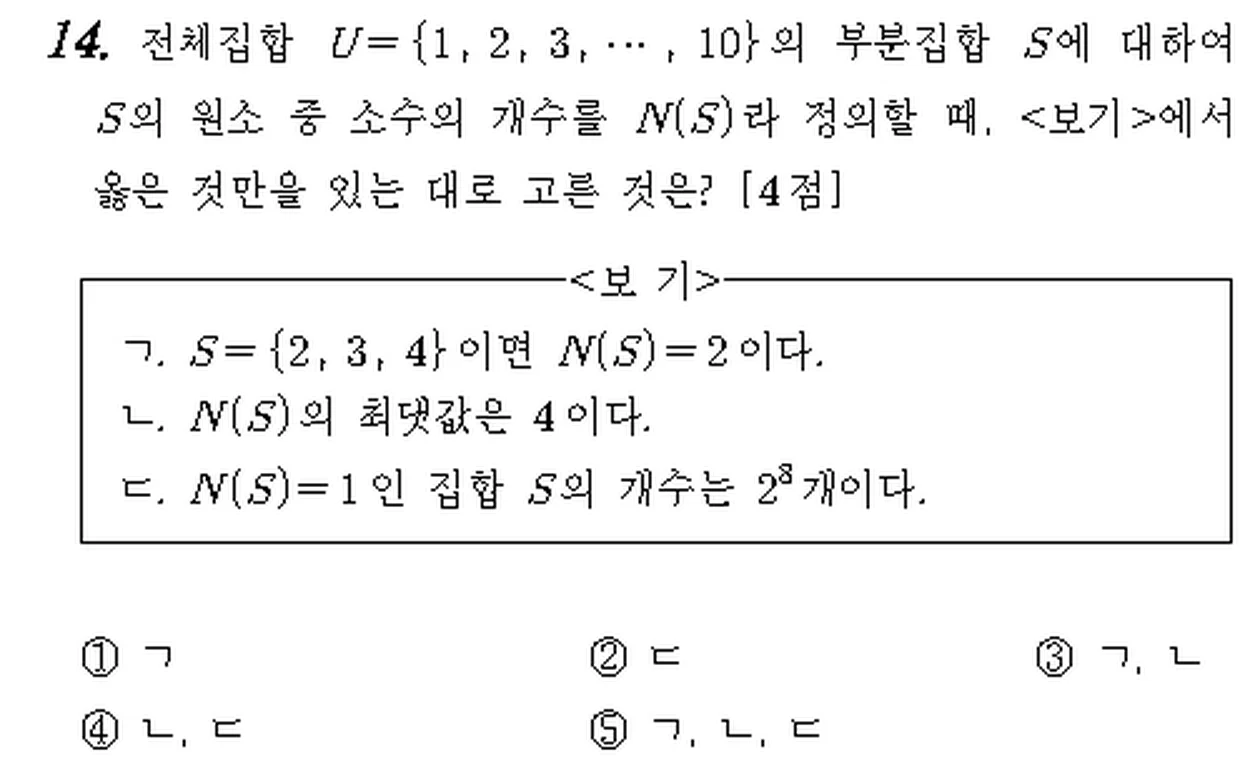 14. 전체집합 U={1, 2, 3, ⋯, 10}의 부분집합 S에 대하여
S의 원소 중 소수의 개수를 N(S)라 정의할 때, <보기>에서
옳은 것만을 있는 대로 고른 것은? [4점]
<보 기>
ㄱ. S={2, 3, 4}이면 N(S)=2이다.
ㄴ. N(S)의 최댓값은 4이다.
ㄷ. N(S)=1인 집합 S의 개수는 2⁸개이다.
① ㄱ ② ㄷ ③ ㄱ, ㄴ
④ ㄴ, ㄷ ⑤ ㄱ, ㄴ, ㄷ